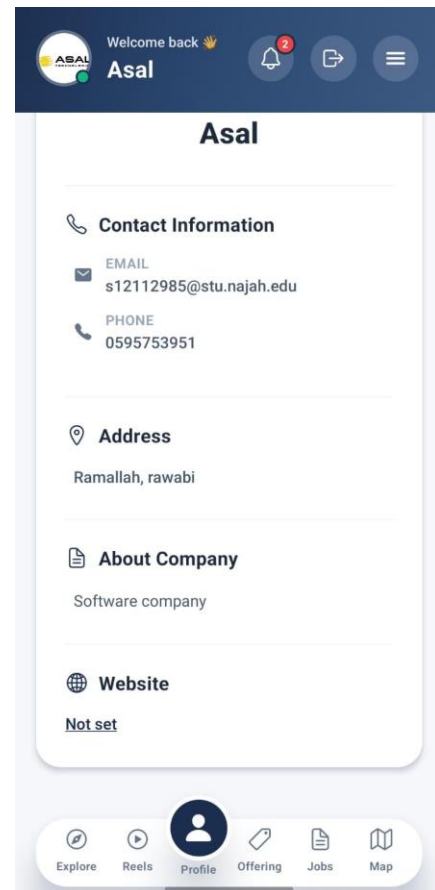 Welcome back 👋
Asal
2
ASAL
Asal
Contact Information
EMAIL
s12112985@stu.najah.edu
PHONE
0595753951
Address
Ramallah, rawabi
About Company
Software company
Website
Not set
Explore
Reels
Profile
Offering
Jobs
Map